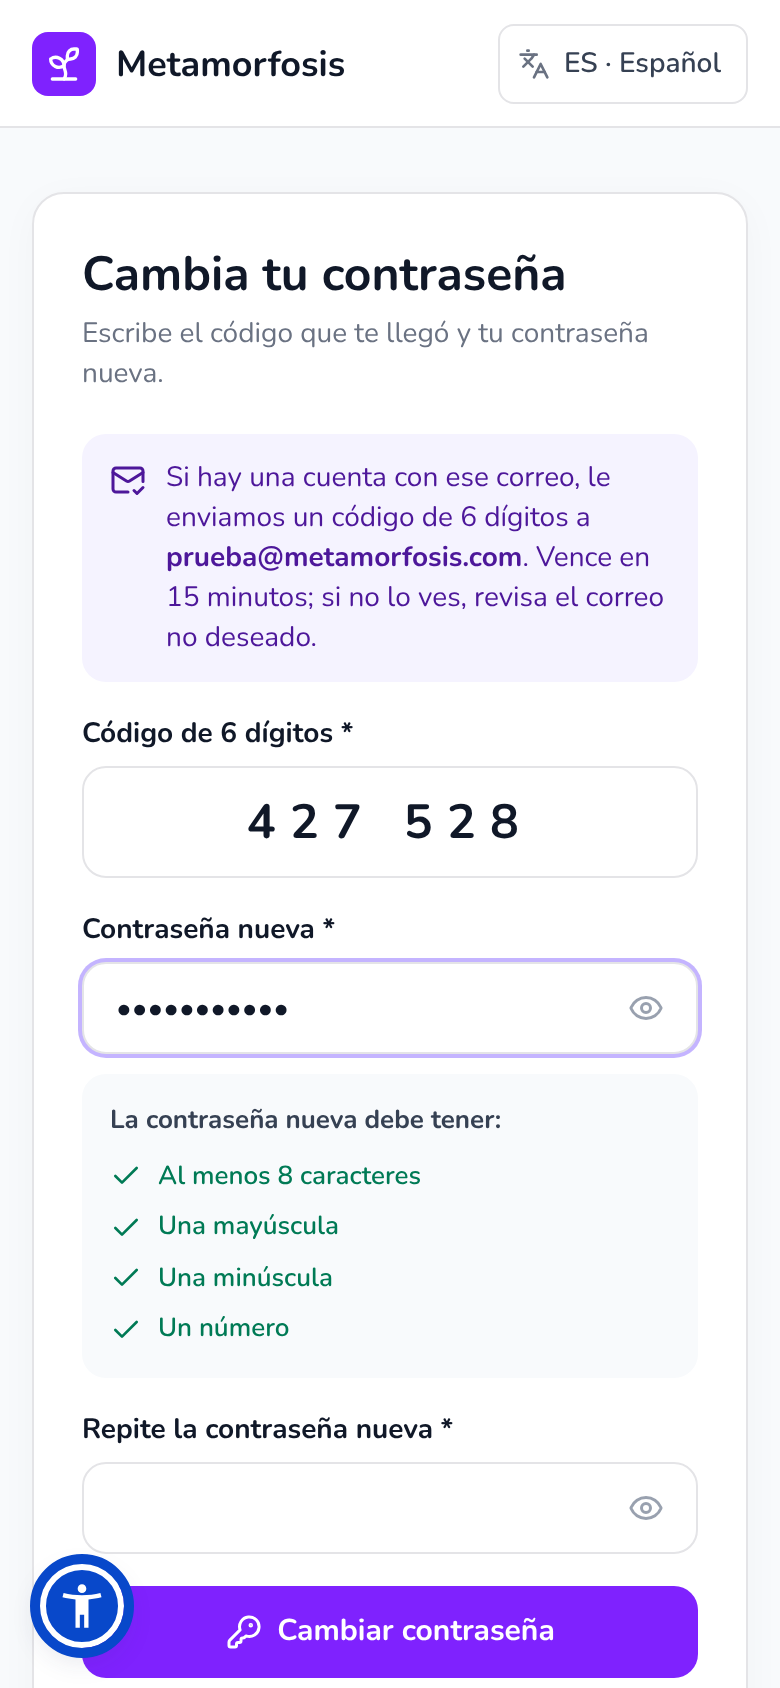 Metamorfosis
ES · Español
Cambia tu contraseña
Escribe el código que te llegó y tu contraseña
nueva.
Si hay una cuenta con ese correo, le
enviamos un código de 6 dígitos a
prueba@metamorfosis.com. Vence en
15 minutos; si no lo ves, revisa el correo
no deseado.
Código de 6 dígitos *
427 528
Contraseña nueva *
•••••••••••
La contraseña nueva debe tener:
Al menos 8 caracteres
Una mayúscula
Una minúscula
Un número
Repite la contraseña nueva *
Cambiar contraseña